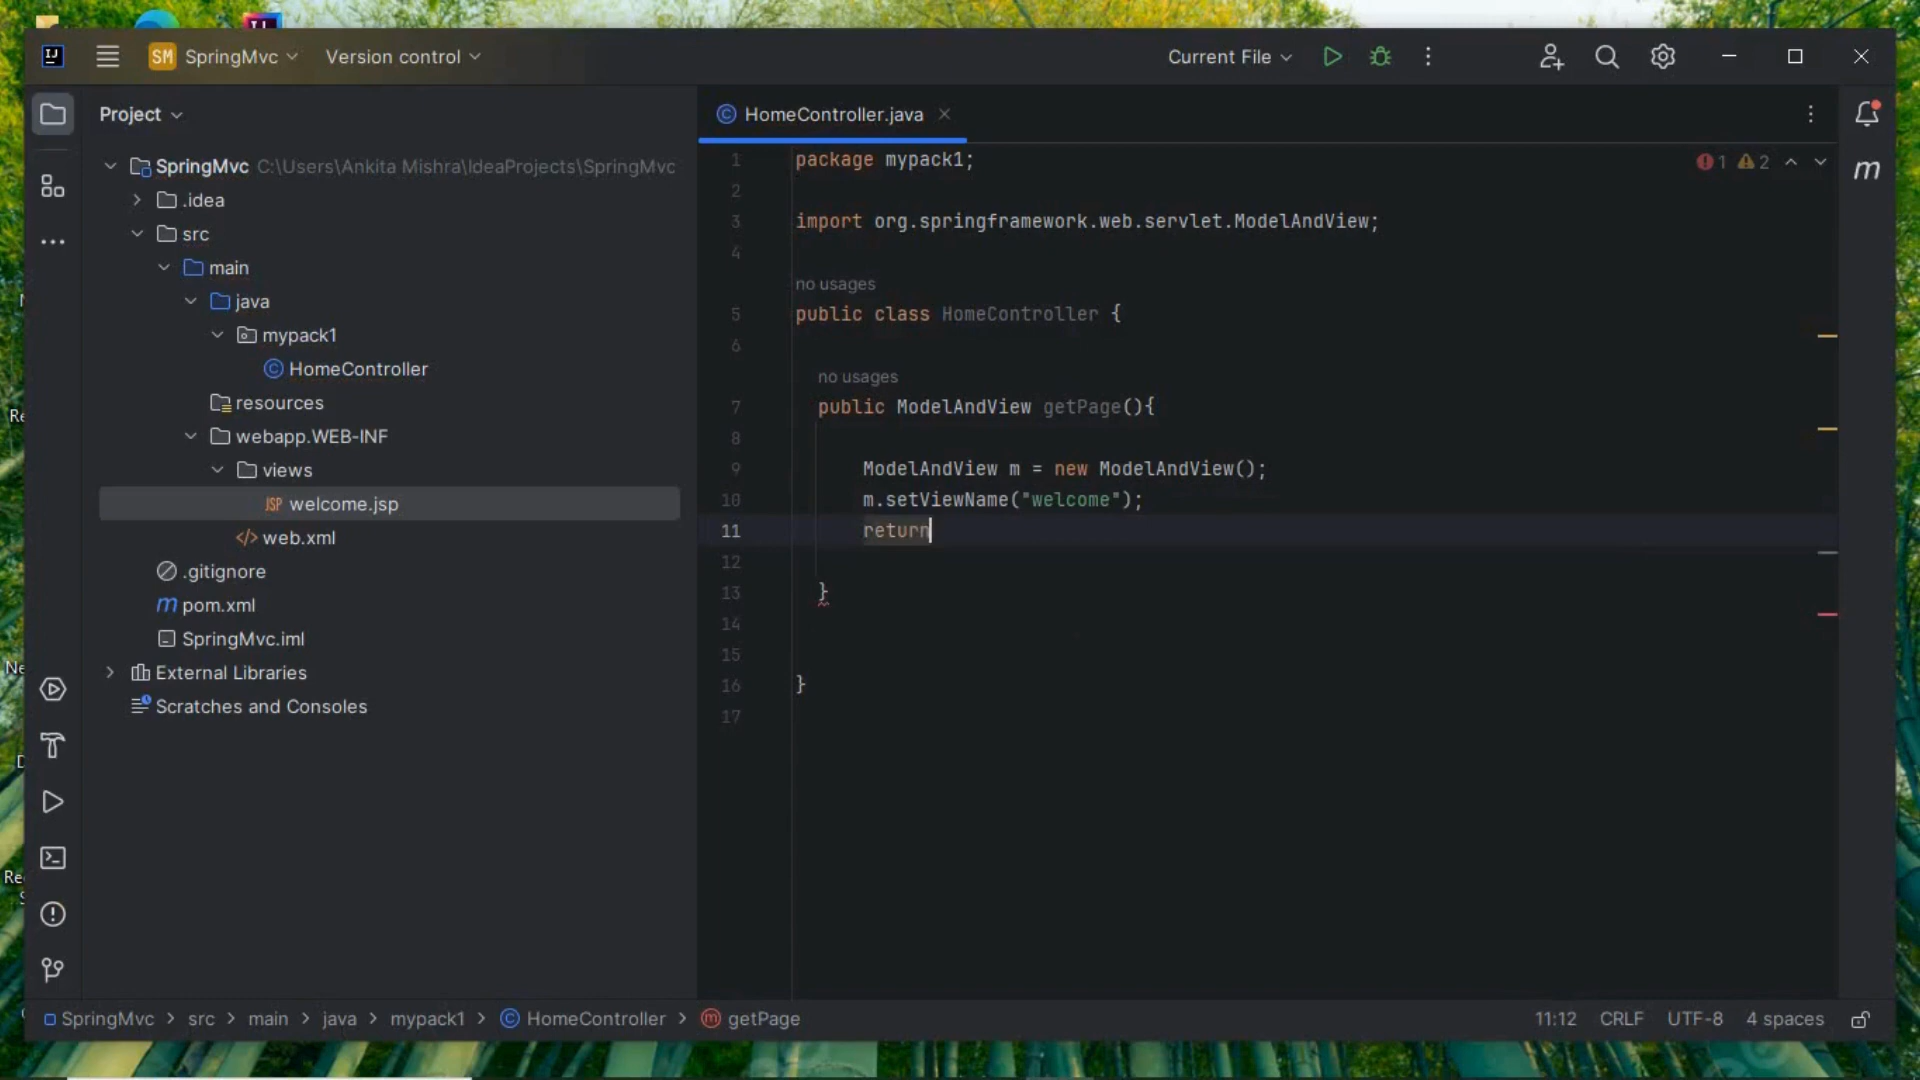 SM SpringMvc Version control Current File
Project
SpringMvc C:\Users\Ankita Mishra\IdeaProjects\SpringMvc
.idea
src
main
java
mypack1
HomeController
resources
webapp.WEB-INF
views
JSP welcome.jsp
</> web.xml
.gitignore
m pom.xml
SpringMvc.iml
External Libraries
Scratches and Consoles
HomeController.java
1 2
m
1 package mypack1;
2
3 import org.springframework.web.servlet.ModelAndView;
4
no usages
5 public class HomeController {
6
no usages
7 public ModelAndView getPage(){
8
9 ModelAndView m = new ModelAndView();
10 m.setViewName("welcome");
11 return
12
13 }
14
15
16 }
17
SpringMvc > src > main > java > mypack1 > HomeController > getPage
11:12 CRLF UTF-8 4 spaces